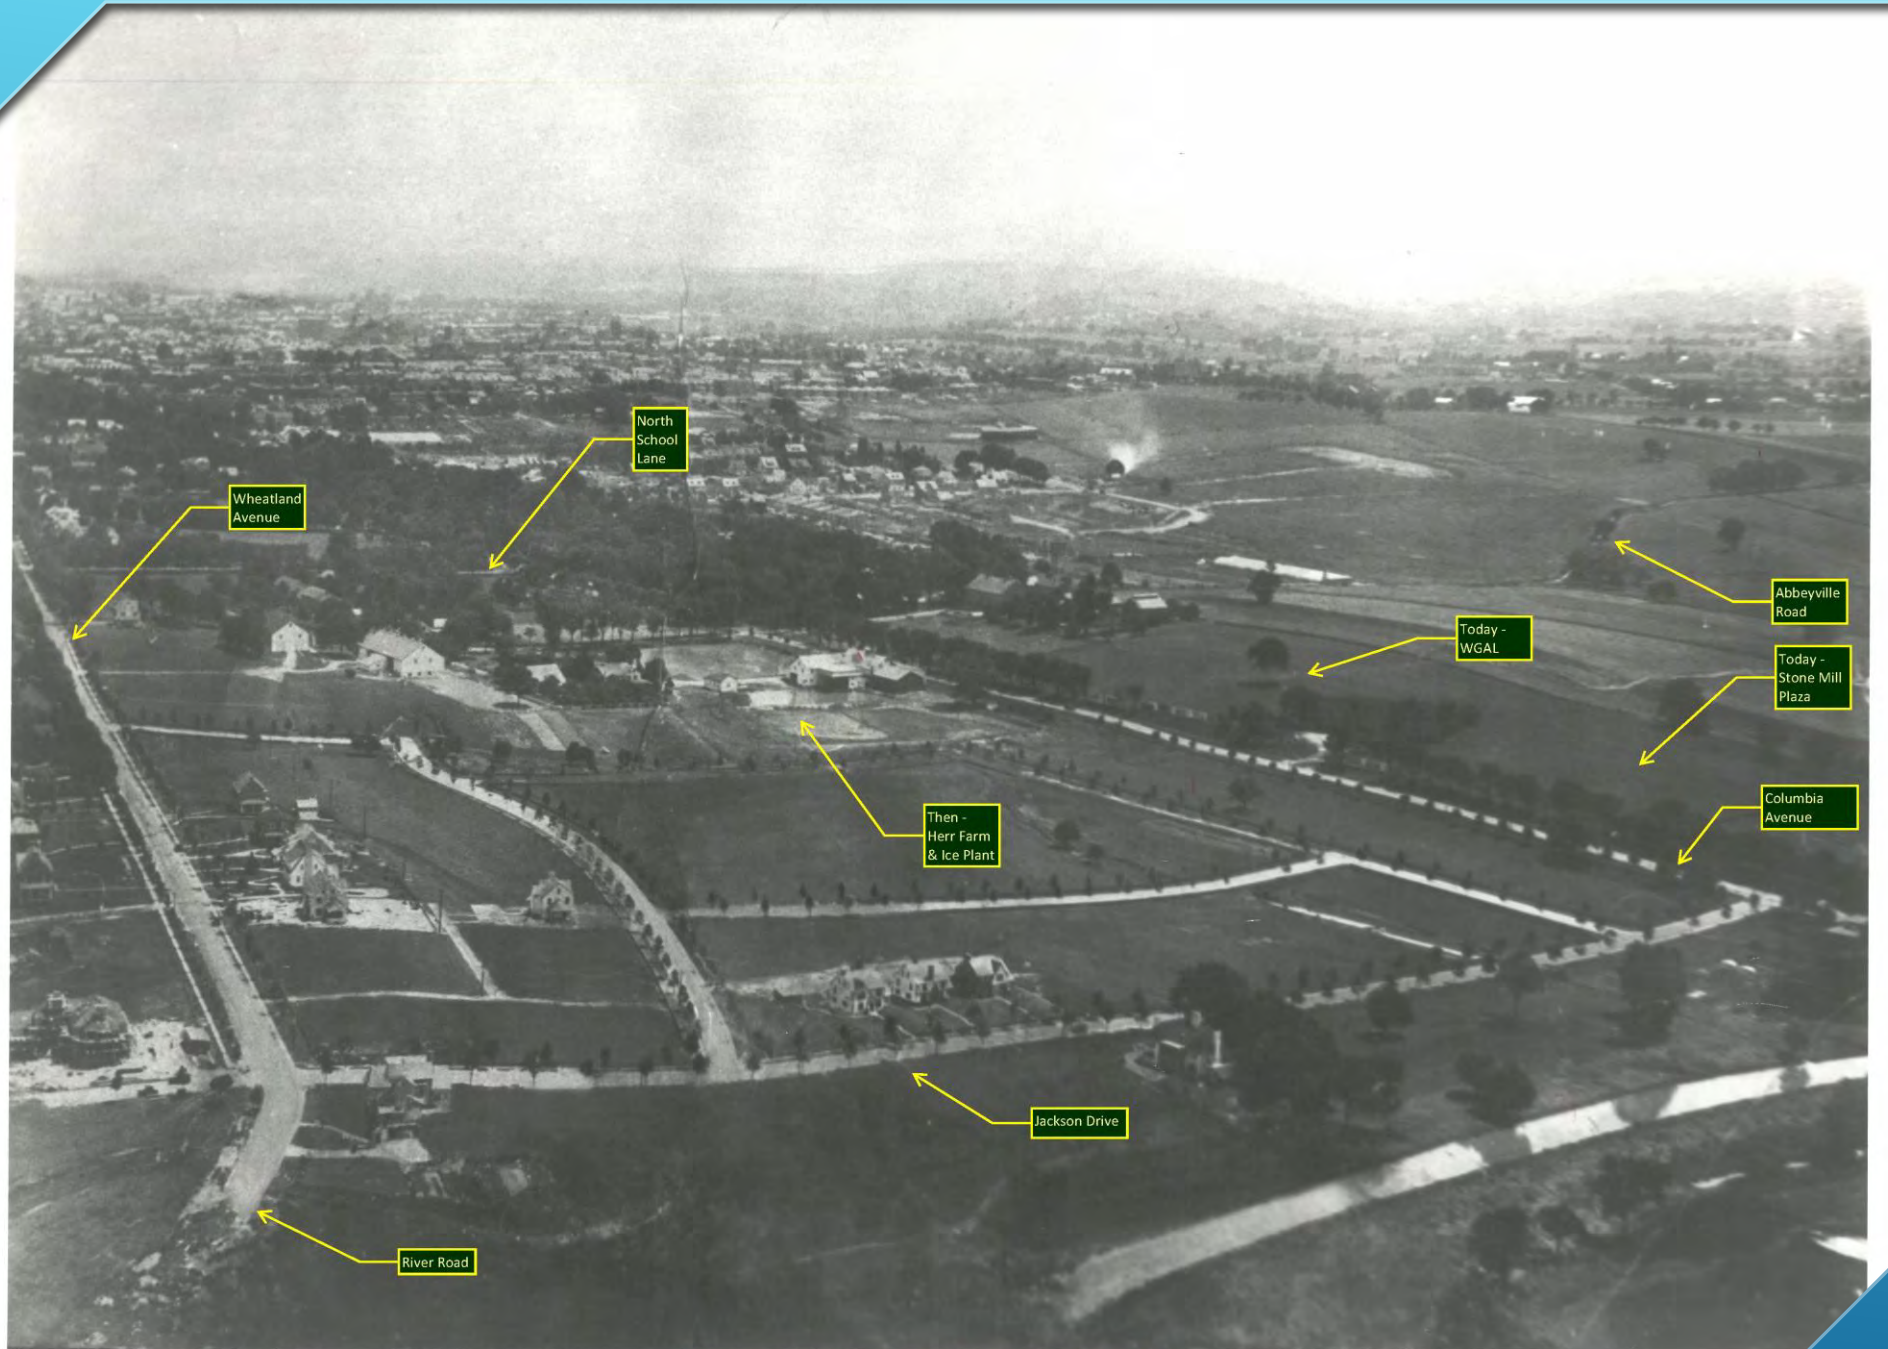 North
School
Lane
Wheatland
Avenue
Abbeyville
Road
Today -
WGAL
Today -
Stone Mill
Plaza
Columbia
Avenue
Then -
Herr Farm
& Ice Plant
Jackson Drive
River Road